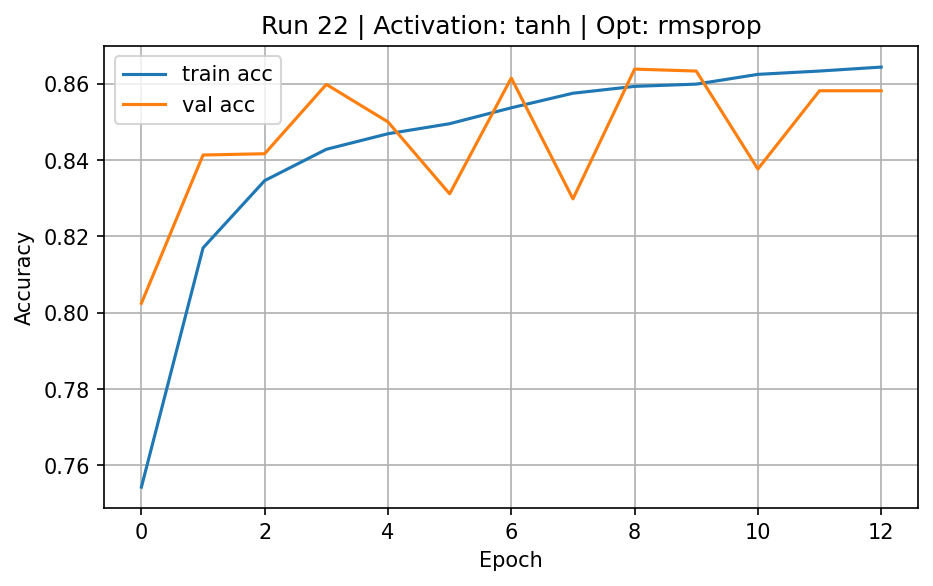 Run 22 | Activation: tanh | Opt: rmsprop
train acc
val acc
0.86
0.84
0.82
0.80
0.78
0.76
Accuracy
0 2 4 6 8 10 12
Epoch